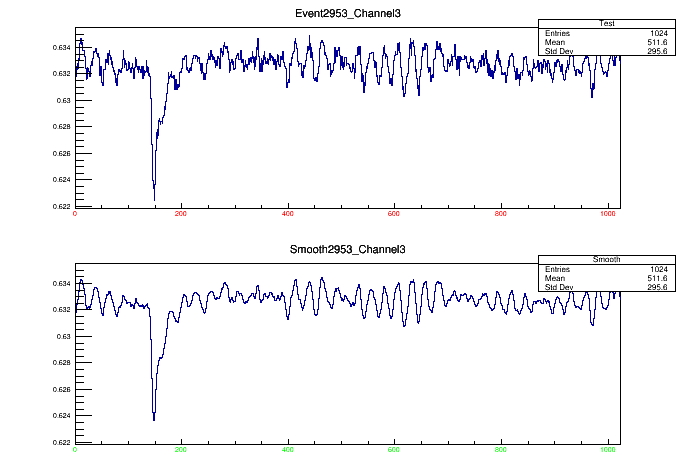 Event2953_Channel3
Test
Entries 1024
Mean 511.6
Std Dev 295.6
0.634
0.632
0.63
0.628
0.626
0.624
0.622
0 200 400 600 800 1000
Smooth2953_Channel3
Smooth
Entries 1024
Mean 511.6
Std Dev 295.6
0.634
0.632
0.63
0.628
0.626
0.624
0.622
0 200 400 600 800 1000